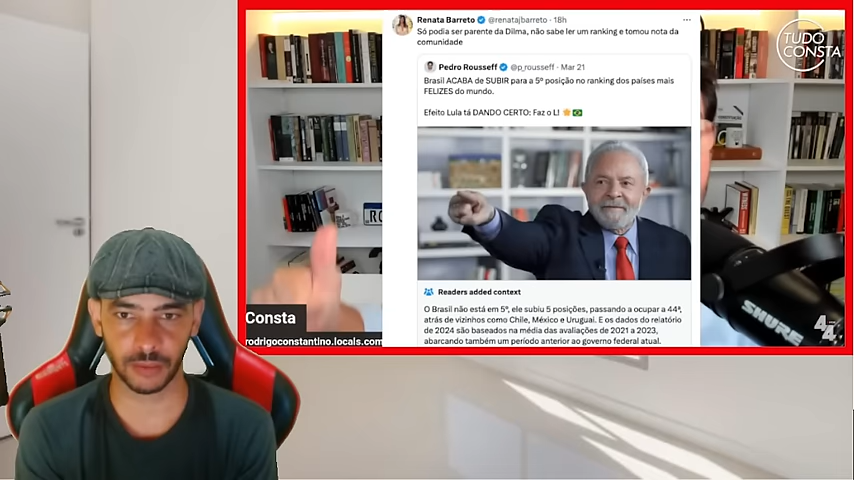 Renata Barreto @renatajbarreto · 18h
Só podia ser parente da Dilma, não sabe ler um ranking e tomou nota da
comunidade
Pedro Rousseff @p_rousseff · Mar 21
Brasil ACABA de SUBIR para a 5º posição no ranking dos países mais
FELIZES do mundo.
Efeito Lula tá DANDO CERTO: Faz o L!
Readers added context
O Brasil não está em 5º, ele subiu 5 posições, passando a ocupar a 44ª,
atrás de vizinhos como Chile, México e Uruguai. E os dados do relatório
de 2024 são baseados na média das avaliações de 2021 a 2023,
abarcando também um período anterior ao governo federal atual.
TUDO
CONSTA
Consta
rodrigoconstantino.locals.com
SHURE